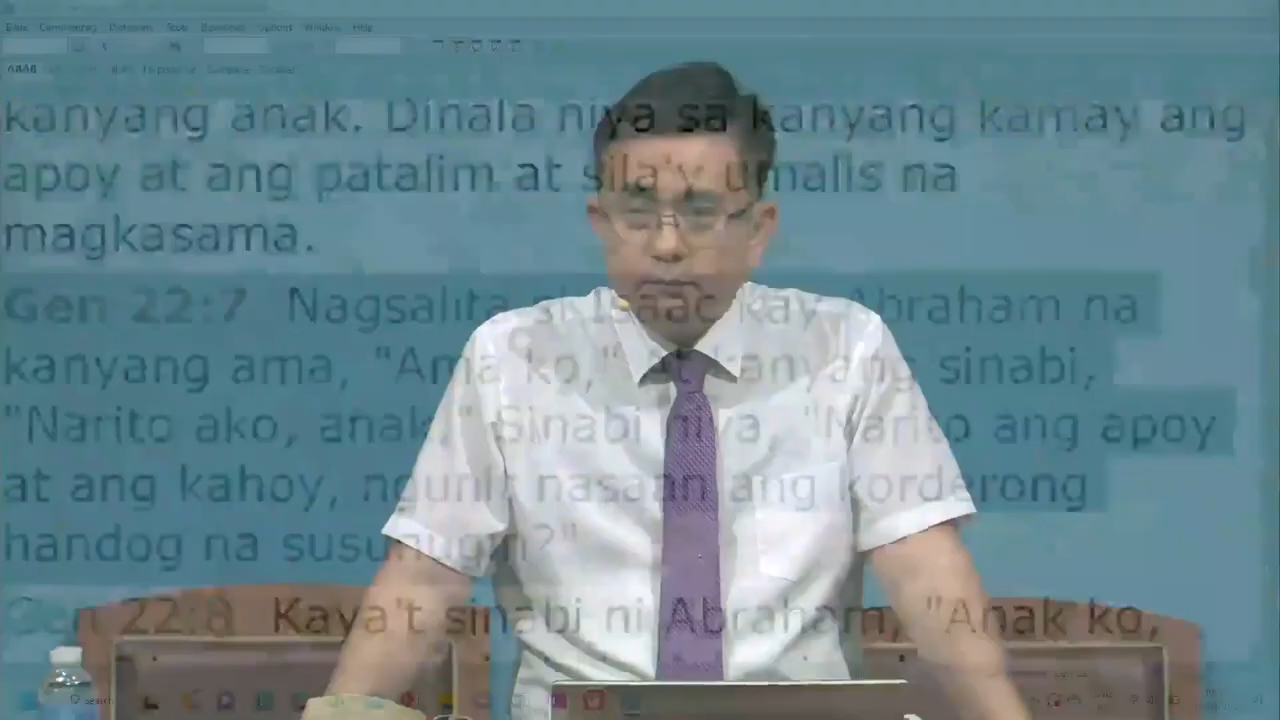 Help
kanyang anak. Dinala niya sa kanyang kamay ang
apoy at ang patalim at sila'y umalis na
magkasama.
Gen 22:7 Nagsalita si Isaac kay Abraham na
kanyang ama, "Ama ko," At kanyang sinabi,
"Narito ako, anak." Sinabi niya, "Narito ang apoy
at ang kahoy, ngunit nasaan ang korderong
handog na susunugin?"
Gen 22:8 Kaya't sinabi ni Abraham, "Anak ko,
search